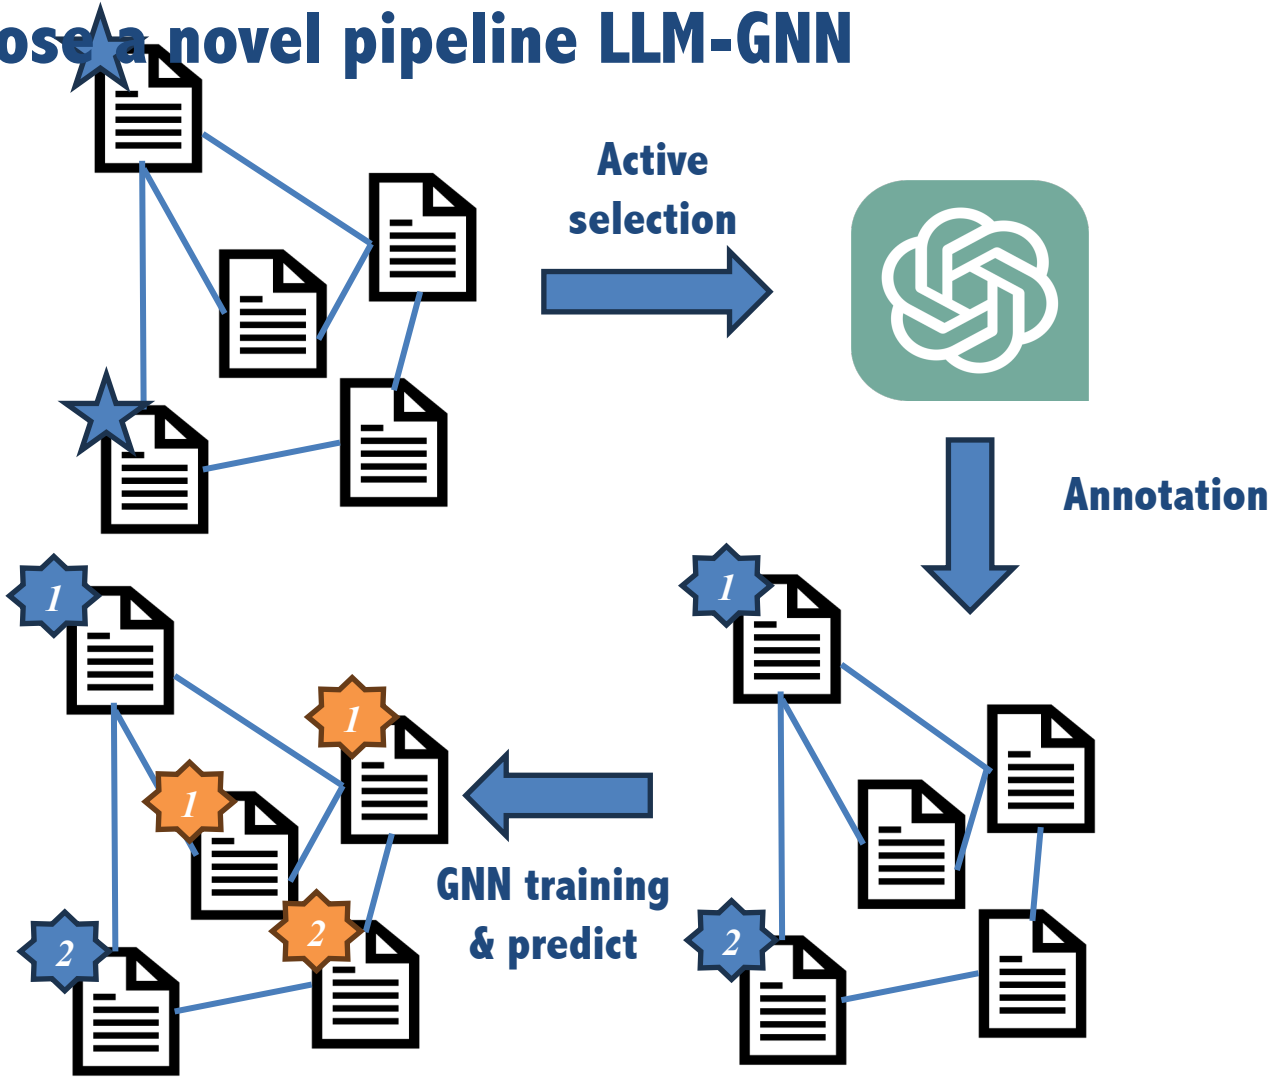 ose a novel pipeline LLM-GNN
Active
selection
Annotation
1
2
GNN training
& predict
1
1
1
2
2